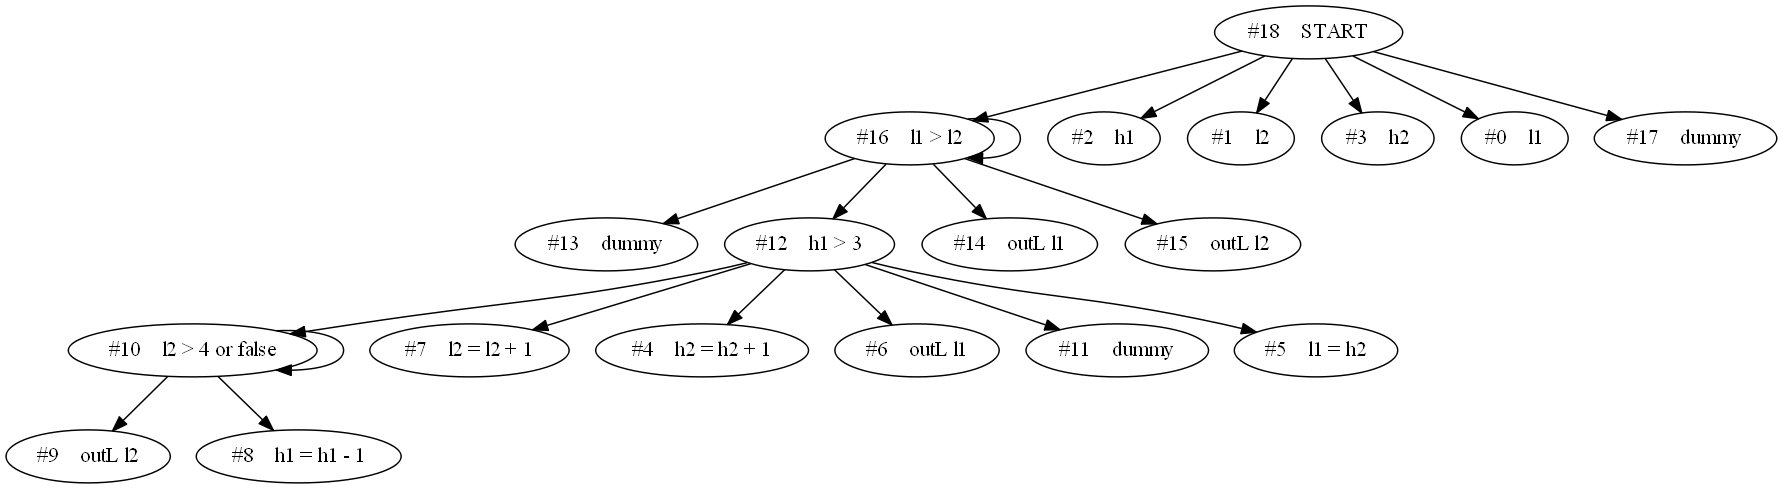 #18 START
#16 l1 > l2
#2 h1
#1 l2
#3 h2
#0 l1
#17 dummy
#13 dummy
#12 h1 > 3
#14 outL l1
#15 outL l2
#10 l2 > 4 or false
#7 l2 = l2 + 1
#4 h2 = h2 + 1
#6 outL l1
#11 dummy
#5 l1 = h2
#9 outL l2
#8 h1 = h1 - 1